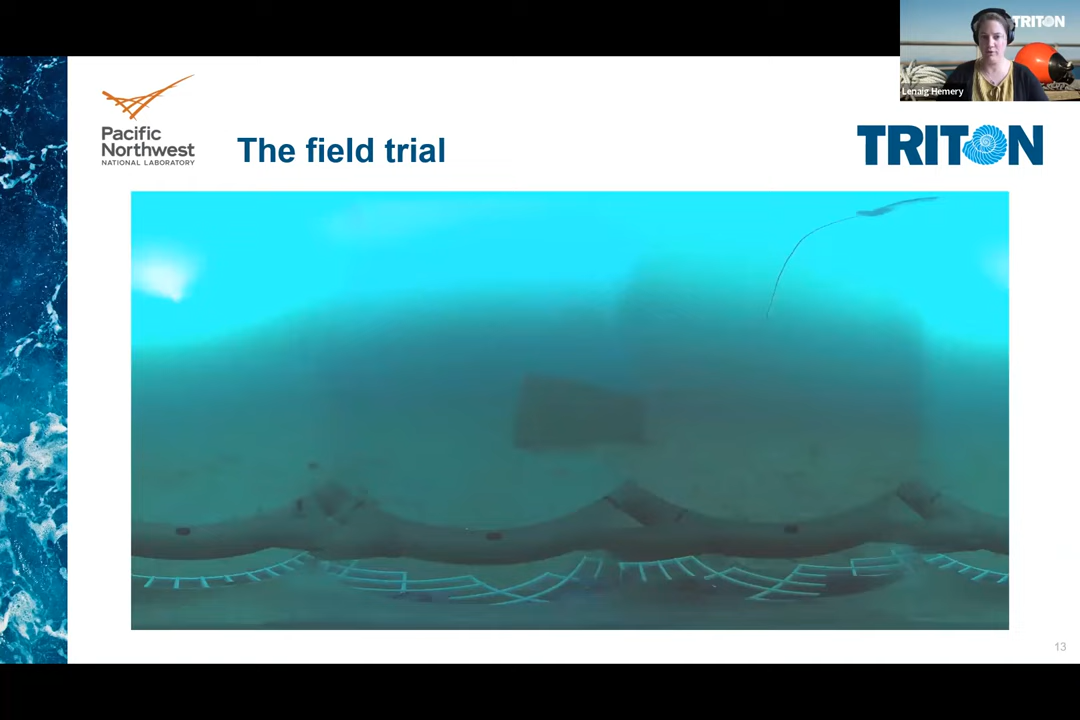 TRITON
Lenaig Hemery
Pacific
Northwest
NATIONAL LABORATORY
The field trial
TRITON
13